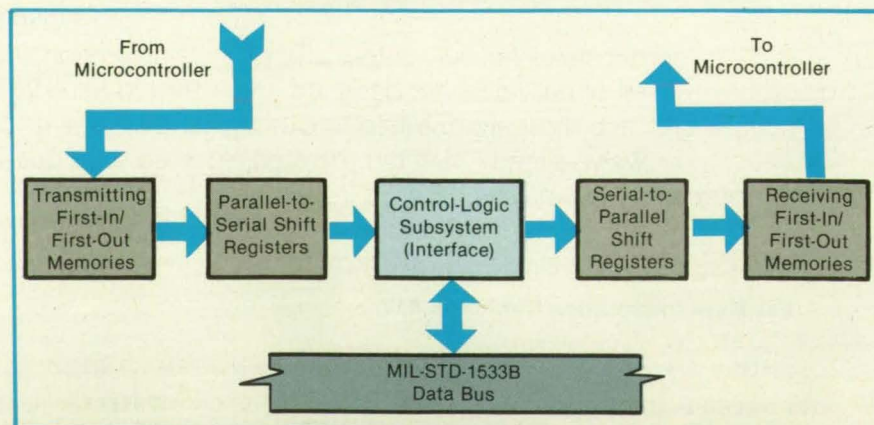 From
Microcontroller
To
Microcontroller
Transmitting
First-In/
First-Out
Memories
Parallel-to-
Serial Shift
Registers
Control-Logic
Subsystem
(Interface)
Serial-to-
Parallel
Shift
Registers
Receiving
First-In/
First-Out
Memories
MIL-STD-1533B
Data Bus